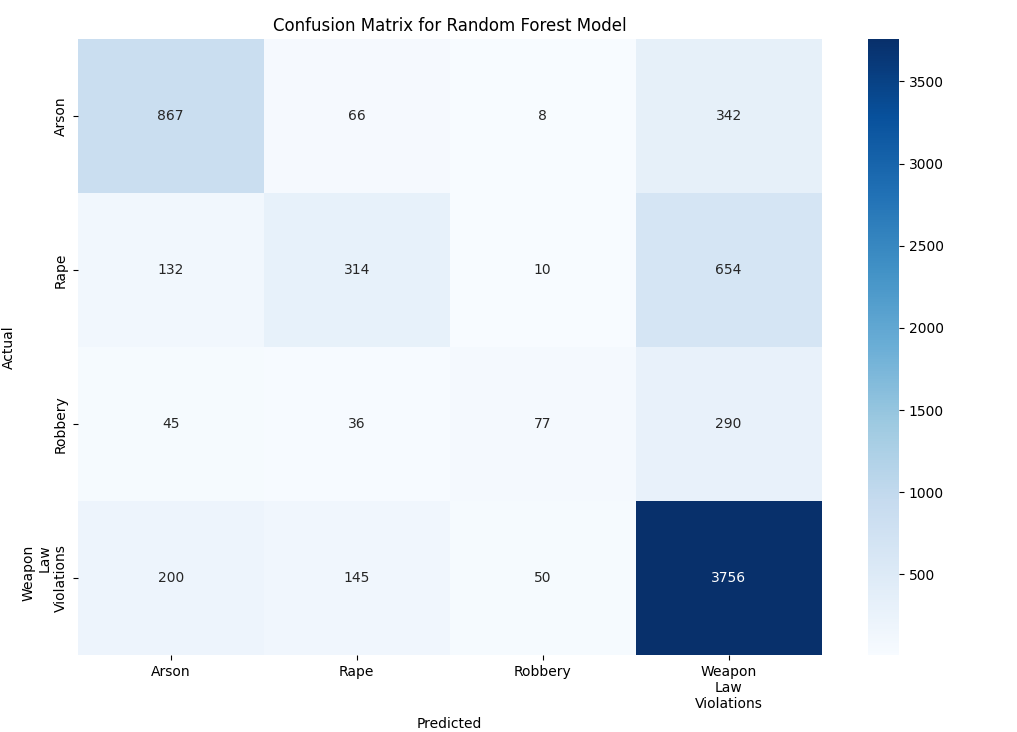 Confusion Matrix for Random Forest Model
Actual
Arson
867 66 8 342
3500
3000
Rape
132 314 10 654
2500
2000
Robbery
45 36 77 290
1500
1000
Weapon
Law
Violations
200 145 50 3756
500
Arson Rape Robbery Weapon
Law
Violations
Predicted